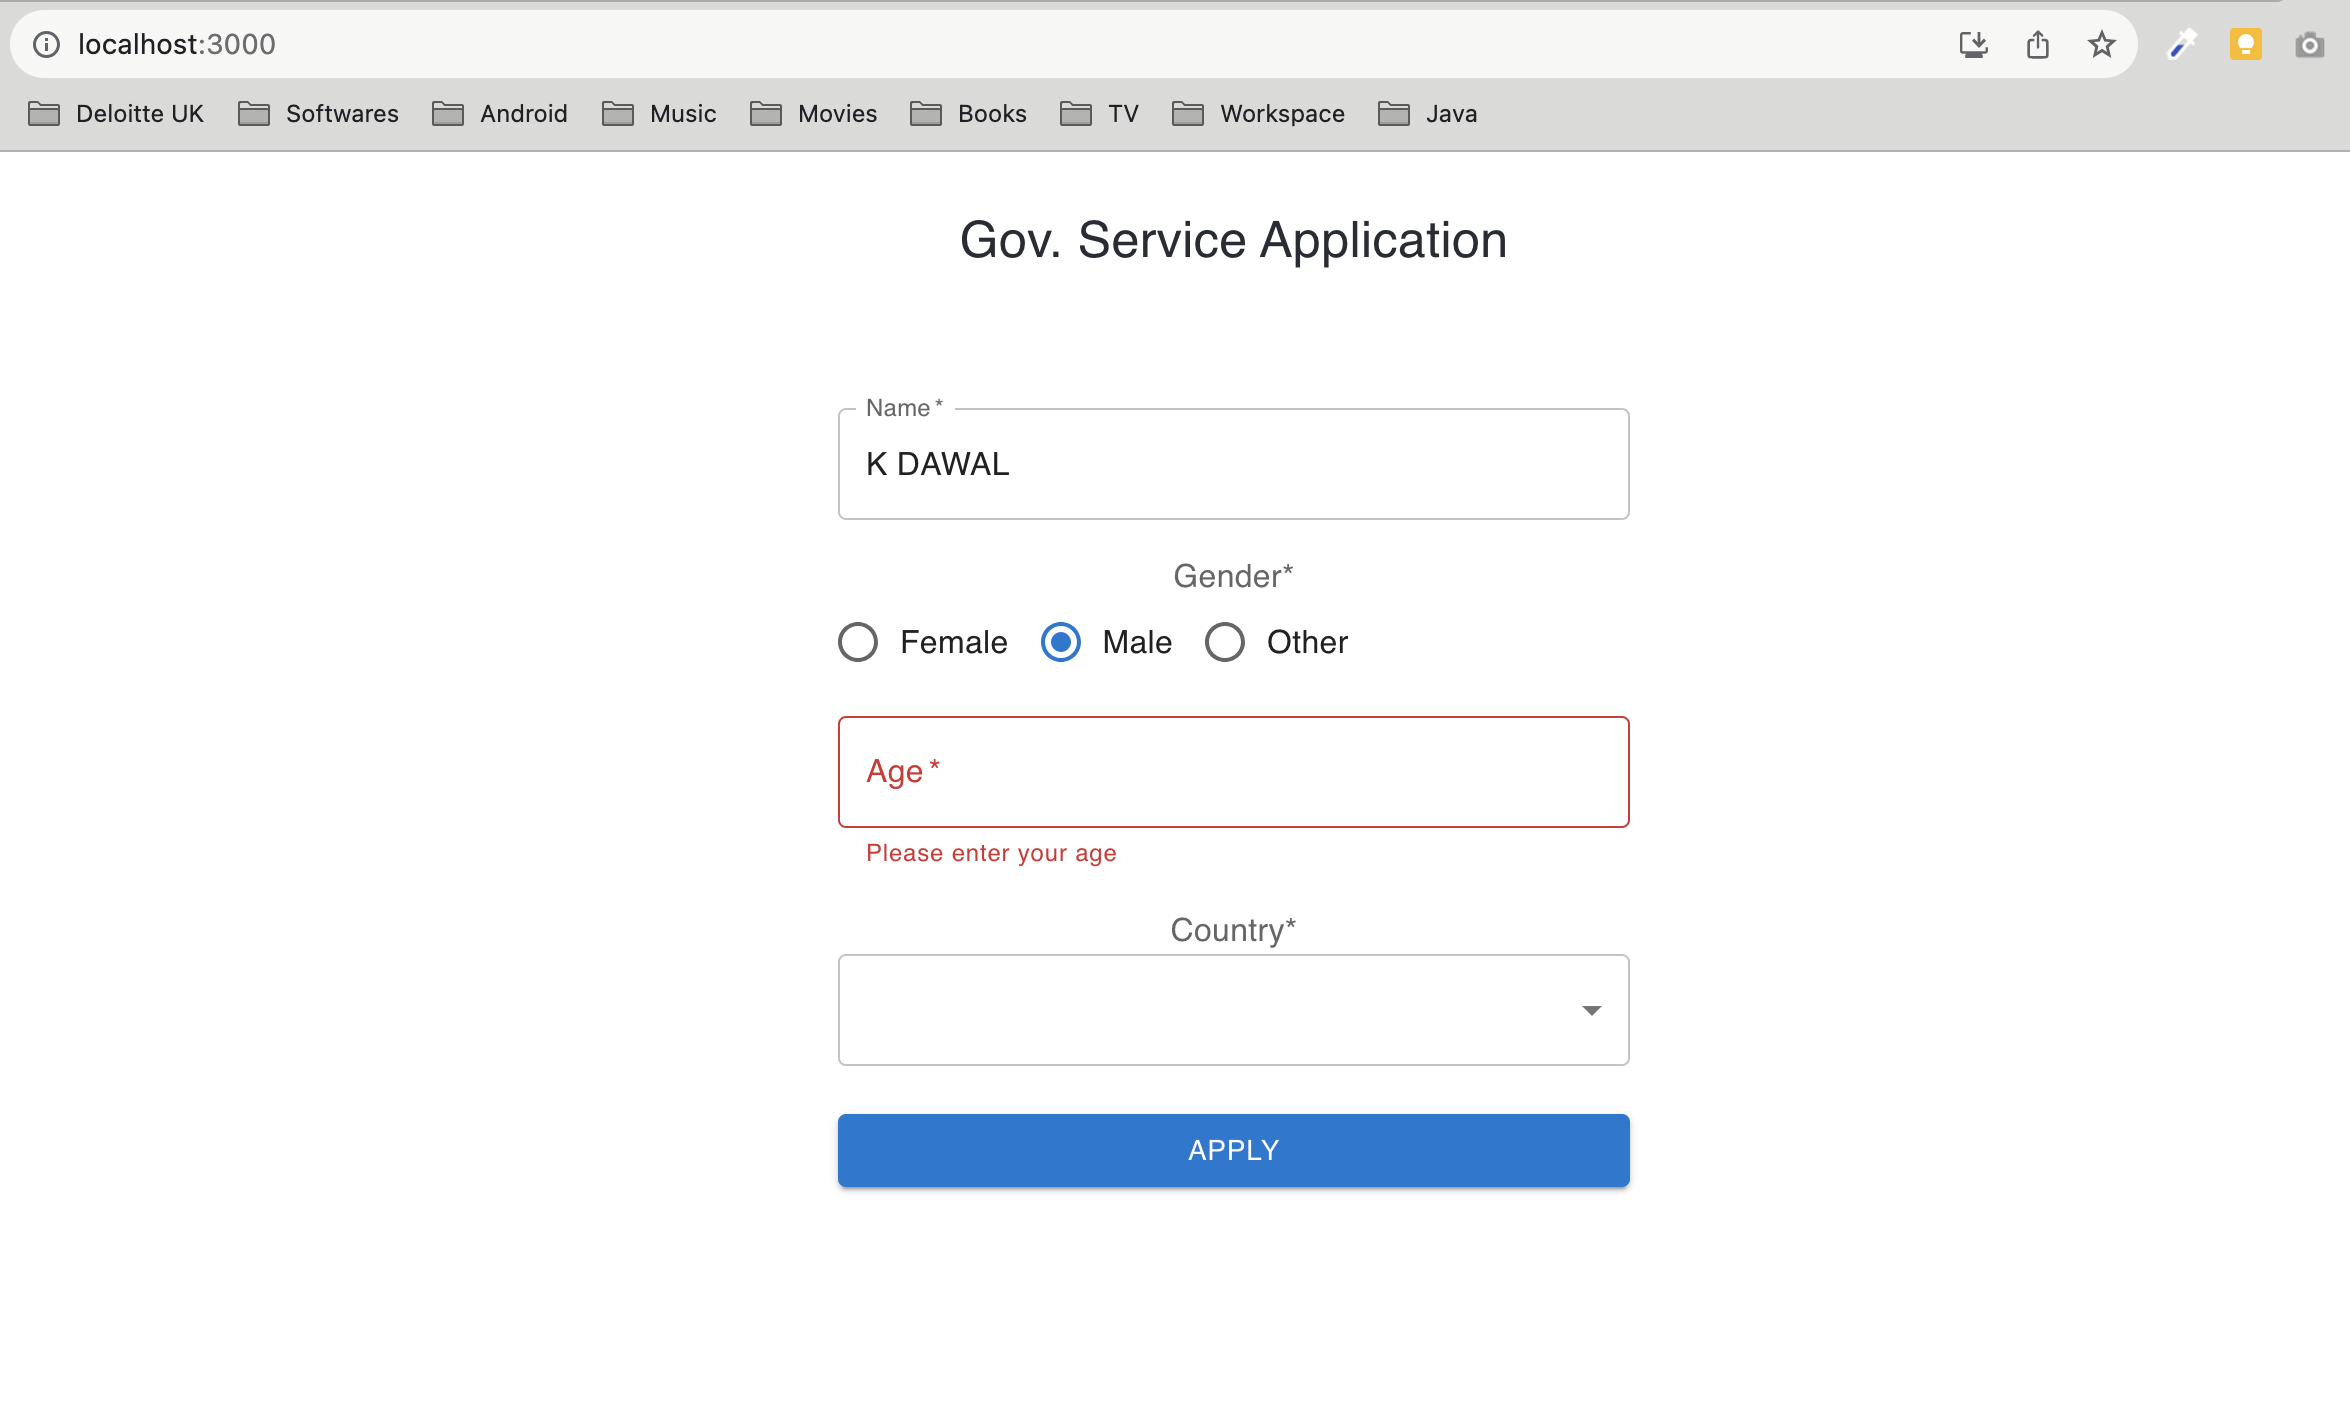 localhost:3000
Deloitte UK Softwares Android Music Movies Books TV Workspace Java
Gov. Service Application
Name *
K DAWAL
Gender*
Female Male Other
Age *
Please enter your age
Country*
APPLY